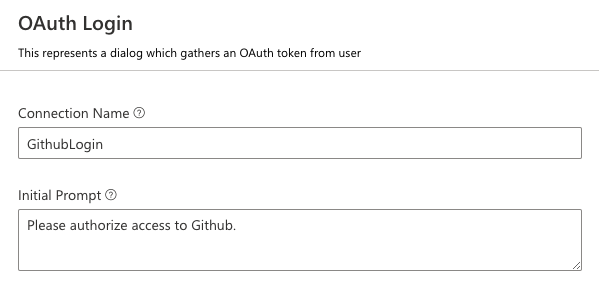 OAuth Login
This represents a dialog which gathers an OAuth token from user
Connection Name ?
GithubLogin
Initial Prompt ?
Please authorize access to Github.